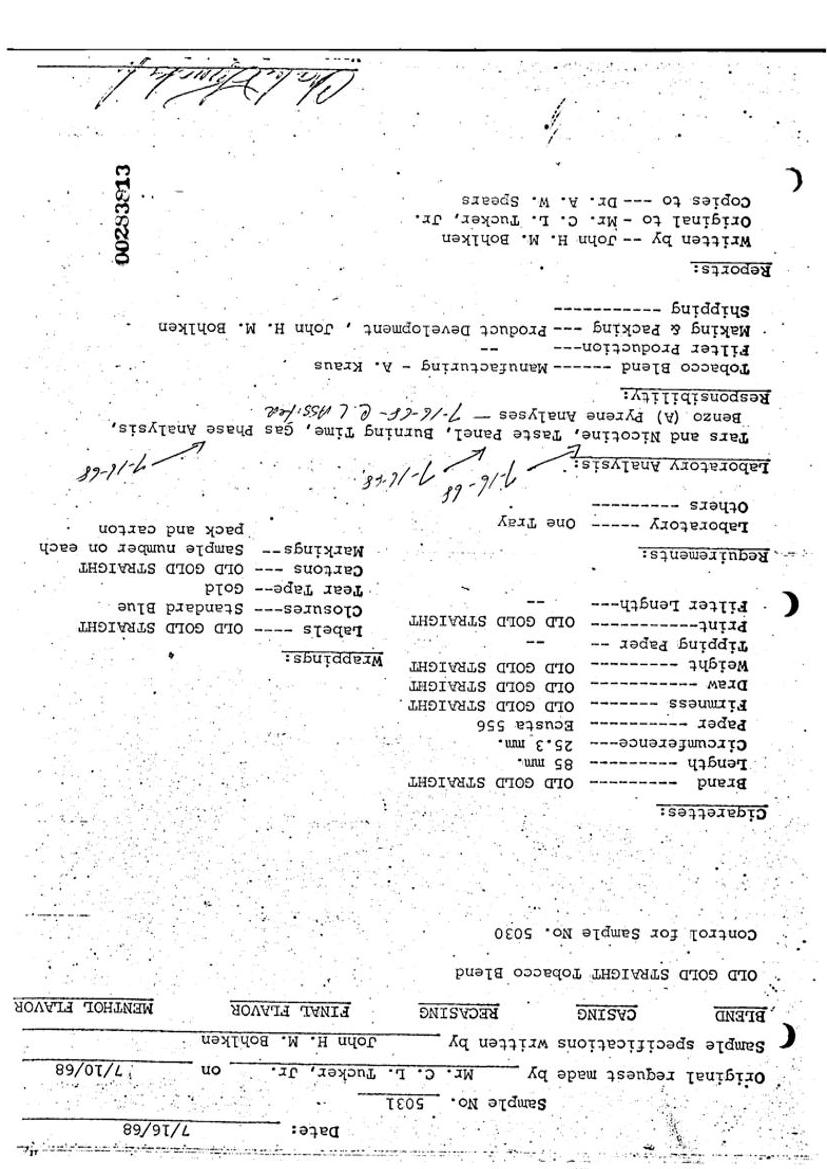 Date: 7/16/68
Sample No. 5031
Original request made by Mr. C. L. Tucker, Jr. on 7/10/68
Sample specifications written by John H. M. Bohlken
BLEND CASING RECASING FINAL FLAVOR MENTHOL FLAVOR
OLD GOLD STRAIGHT Tobacco Blend
Control for Sample No. 5030
Cigarettes:
Brand ---------- OLD GOLD STRAIGHT
Length ---------- 85 mm.
Circumference--- 25.3 mm.
Paper ----------- Ecusta 556
Firmness ------- OLD GOLD STRAIGHT
Draw ----------- OLD GOLD STRAIGHT
Weight --------- OLD GOLD STRAIGHT
Tipping Paper -- --
Print----------- OLD GOLD STRAIGHT
Filter Length--- --
Wrappings:
Labels ---- OLD GOLD STRAIGHT
Closures--- Standard Blue
Tear Tape-- Gold
Cartons --- OLD GOLD STRAIGHT
Markings-- Sample number on each
pack and carton
Requirements:
Laboratory ----- One Tray
Others ----------
Laboratory Analysis:
7-16-68 7-16-68 7-16-68
Tars and Nicotine, Taste Panel, Burning Time, Gas Phase Analysis,
Benzo (A) Pyrene Analyses — 7-16-68 -
Responsibility:
Tobacco Blend ------ Manufacturing - A. Kraus
Filter Production--- --
Making & Packing --- Product Development , John H. M. Bohlken
Shipping -----------
Reports:
Written by -- John H. M. Bohlken
Original to - Mr. C. L. Tucker, Jr.
Copies to --- Dr. A. W. Spears
00283813